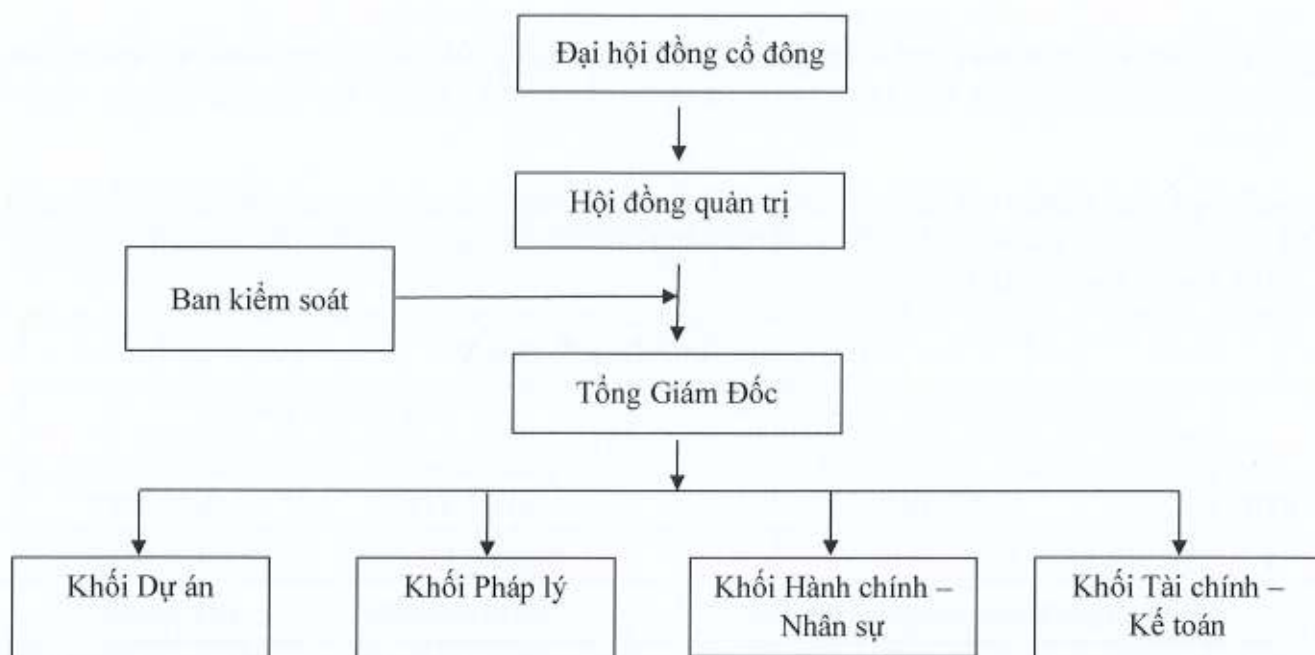 Đại hội đồng cổ đông
Hội đồng quản trị
Ban kiểm soát
Tổng Giám Đốc
Khối Dự án
Khối Pháp lý
Khối Hành chính –
Nhân sự
Khối Tài chính –
Kế toán